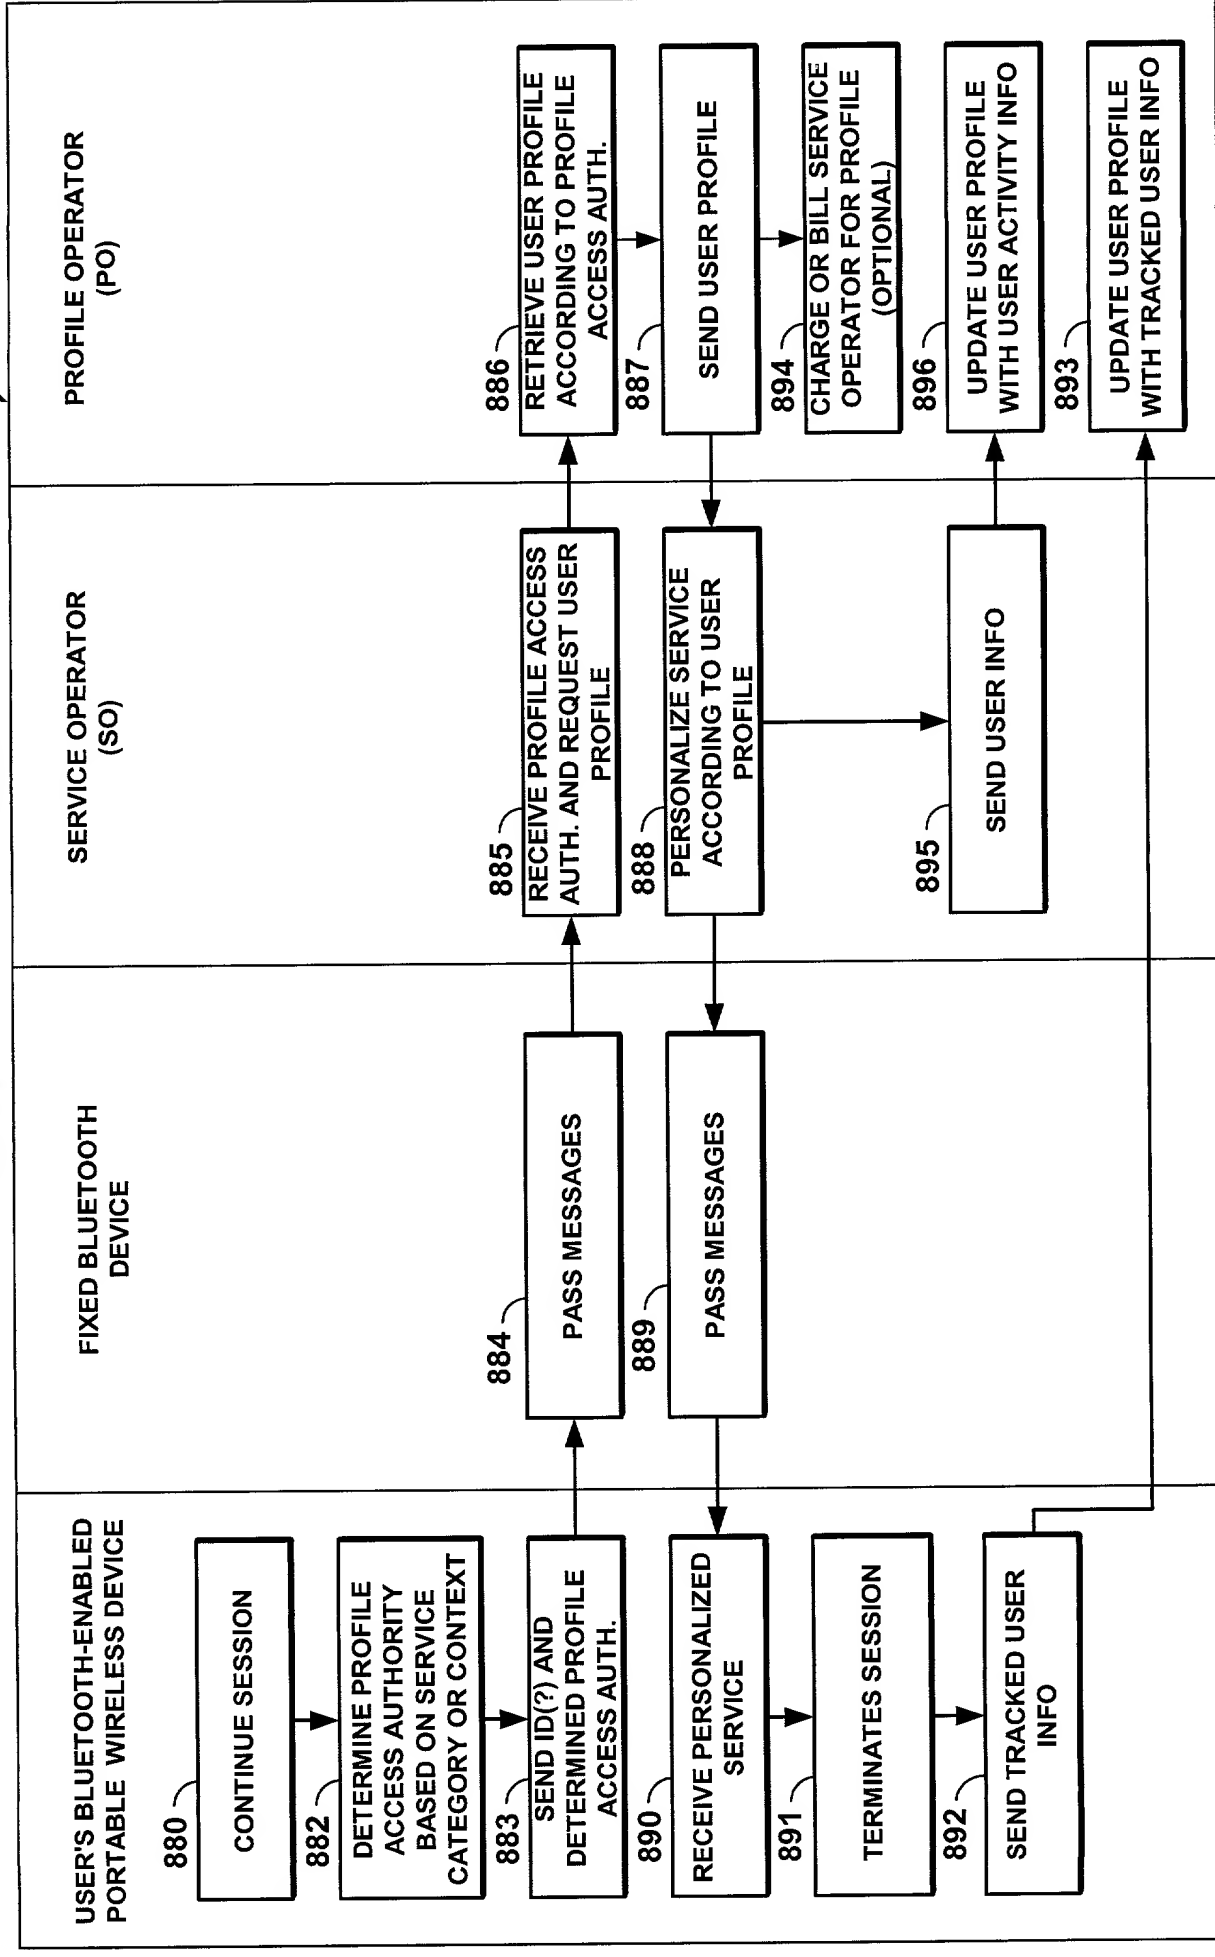 USER'S BLUETOOTH-ENABLED
PORTABLE WIRELESS DEVICE
FIXED BLUETOOTH
DEVICE
SERVICE OPERATOR
(SO)
PROFILE OPERATOR
(PO)
880
CONTINUE SESSION
882
DETERMINE PROFILE
ACCESS AUTHORITY
BASED ON SERVICE
CATEGORY OR CONTEXT
883
SEND ID(?) AND
DETERMINED PROFILE
ACCESS AUTH.
884
PASS MESSAGES
885
RECEIVE PROFILE ACCESS
AUTH. AND REQUEST USER
PROFILE
886
RETRIEVE USER PROFILE
ACCORDING TO PROFILE
ACCESS AUTH.
887
SEND USER PROFILE
888
PERSONALIZE SERVICE
ACCORDING TO USER
PROFILE
889
PASS MESSAGES
890
RECEIVE PERSONALIZED
SERVICE
891
TERMINATES SESSION
892
SEND TRACKED USER
INFO
894
CHARGE OR BILL SERVICE
OPERATOR FOR PROFILE
(OPTIONAL)
895
SEND USER INFO
896
UPDATE USER PROFILE
WITH USER ACTIVITY INFO
893
UPDATE USER PROFILE
WITH TRACKED USER INFO